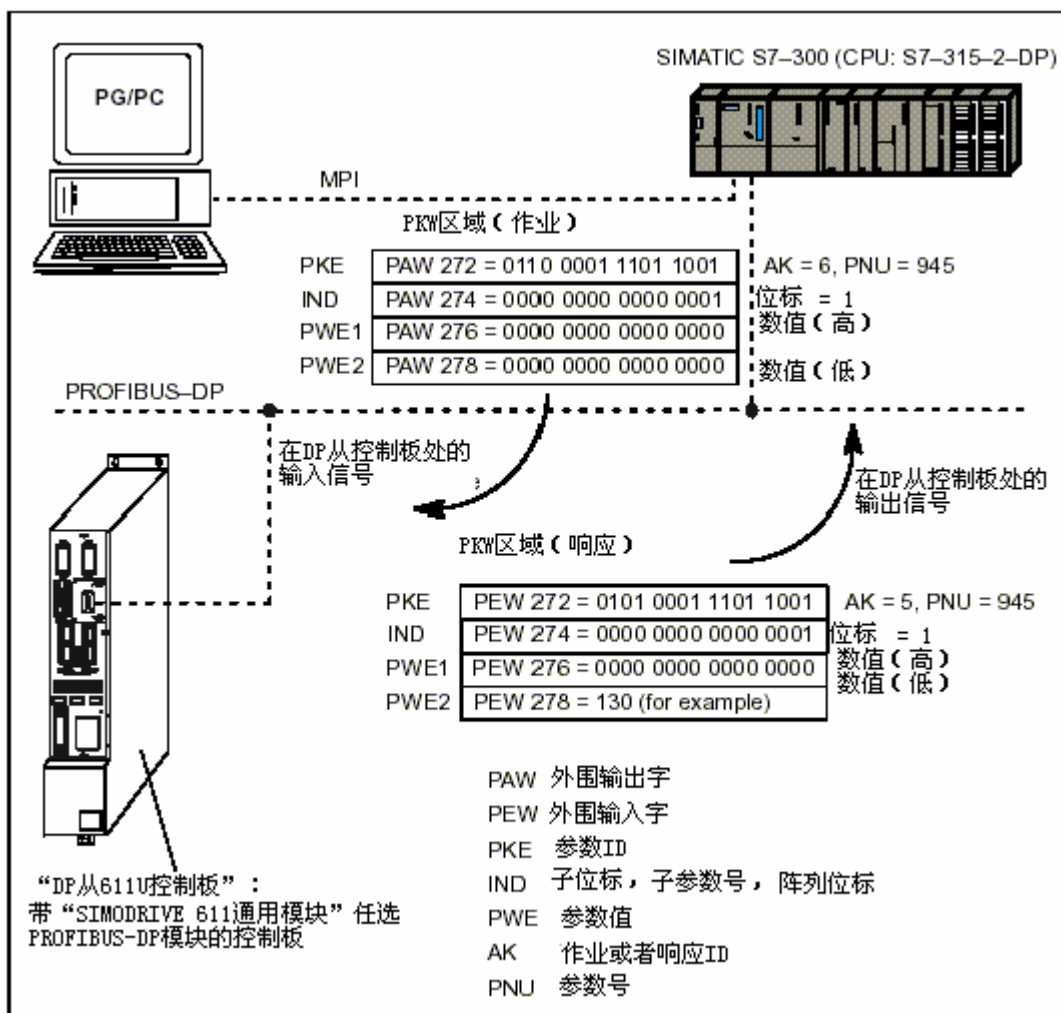 PG/PC
SIMATIC S7–300 (CPU: S7–315–2–DP)
MPI
PKW区域(作业)
PKE PAW 272 = 0110 0001 1101 1001 AK = 6, PNU = 945
IND PAW 274 = 0000 0000 0000 0001 位标 = 1
PWE1 PAW 276 = 0000 0000 0000 0000 数值(高)
PWE2 PAW 278 = 0000 0000 0000 0000 数值(低)
PROFIBUS–DP
在DP从控制板处的
输入信号
在DP从控制板处的
输出信号
PKW区域(响应)
PKE PEW 272 = 0101 0001 1101 1001 AK = 5, PNU = 945
IND PEW 274 = 0000 0000 0000 0001 位标 = 1
PWE1 PEW 276 = 0000 0000 0000 0000 数值(高)
PWE2 PEW 278 = 130 (for example) 数值(低)
PAW 外围输出字
PEW 外围输入字
PKE 参数ID
IND 子位标，子参数号，阵列位标
PWE 参数值
AK 作业或者响应ID
PNU 参数号
“DP从611U控制板”：
带“SIMODRIVE 611通用模块”任选
PROFIBUS-DP模块的控制板